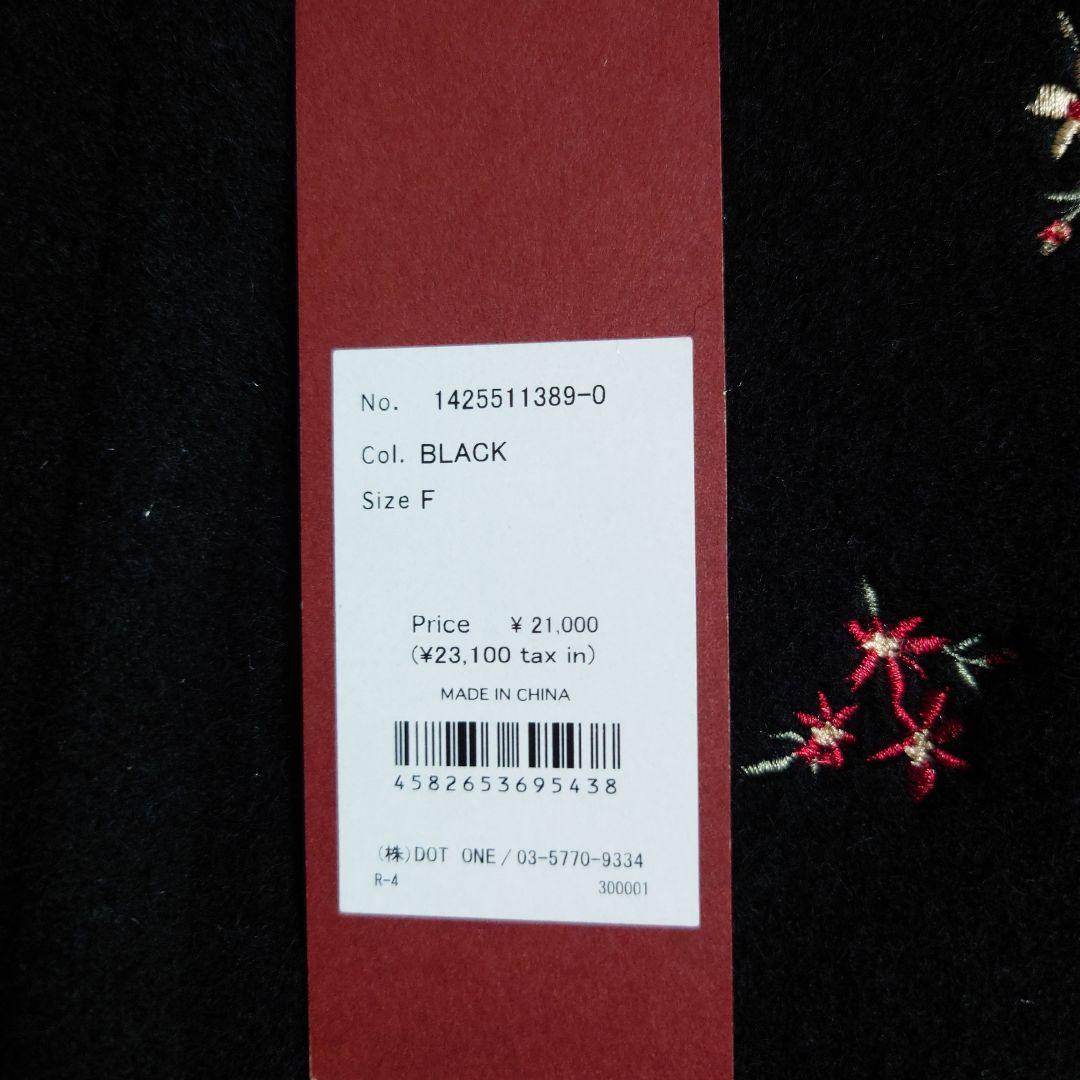 No. 1425511389-0
Col. BLACK
Size F
Price ¥ 21,000
(¥23,100 tax in)
MADE IN CHINA
4582653695438
(株)DOT ONE/03-5770-9334
R-4 300001